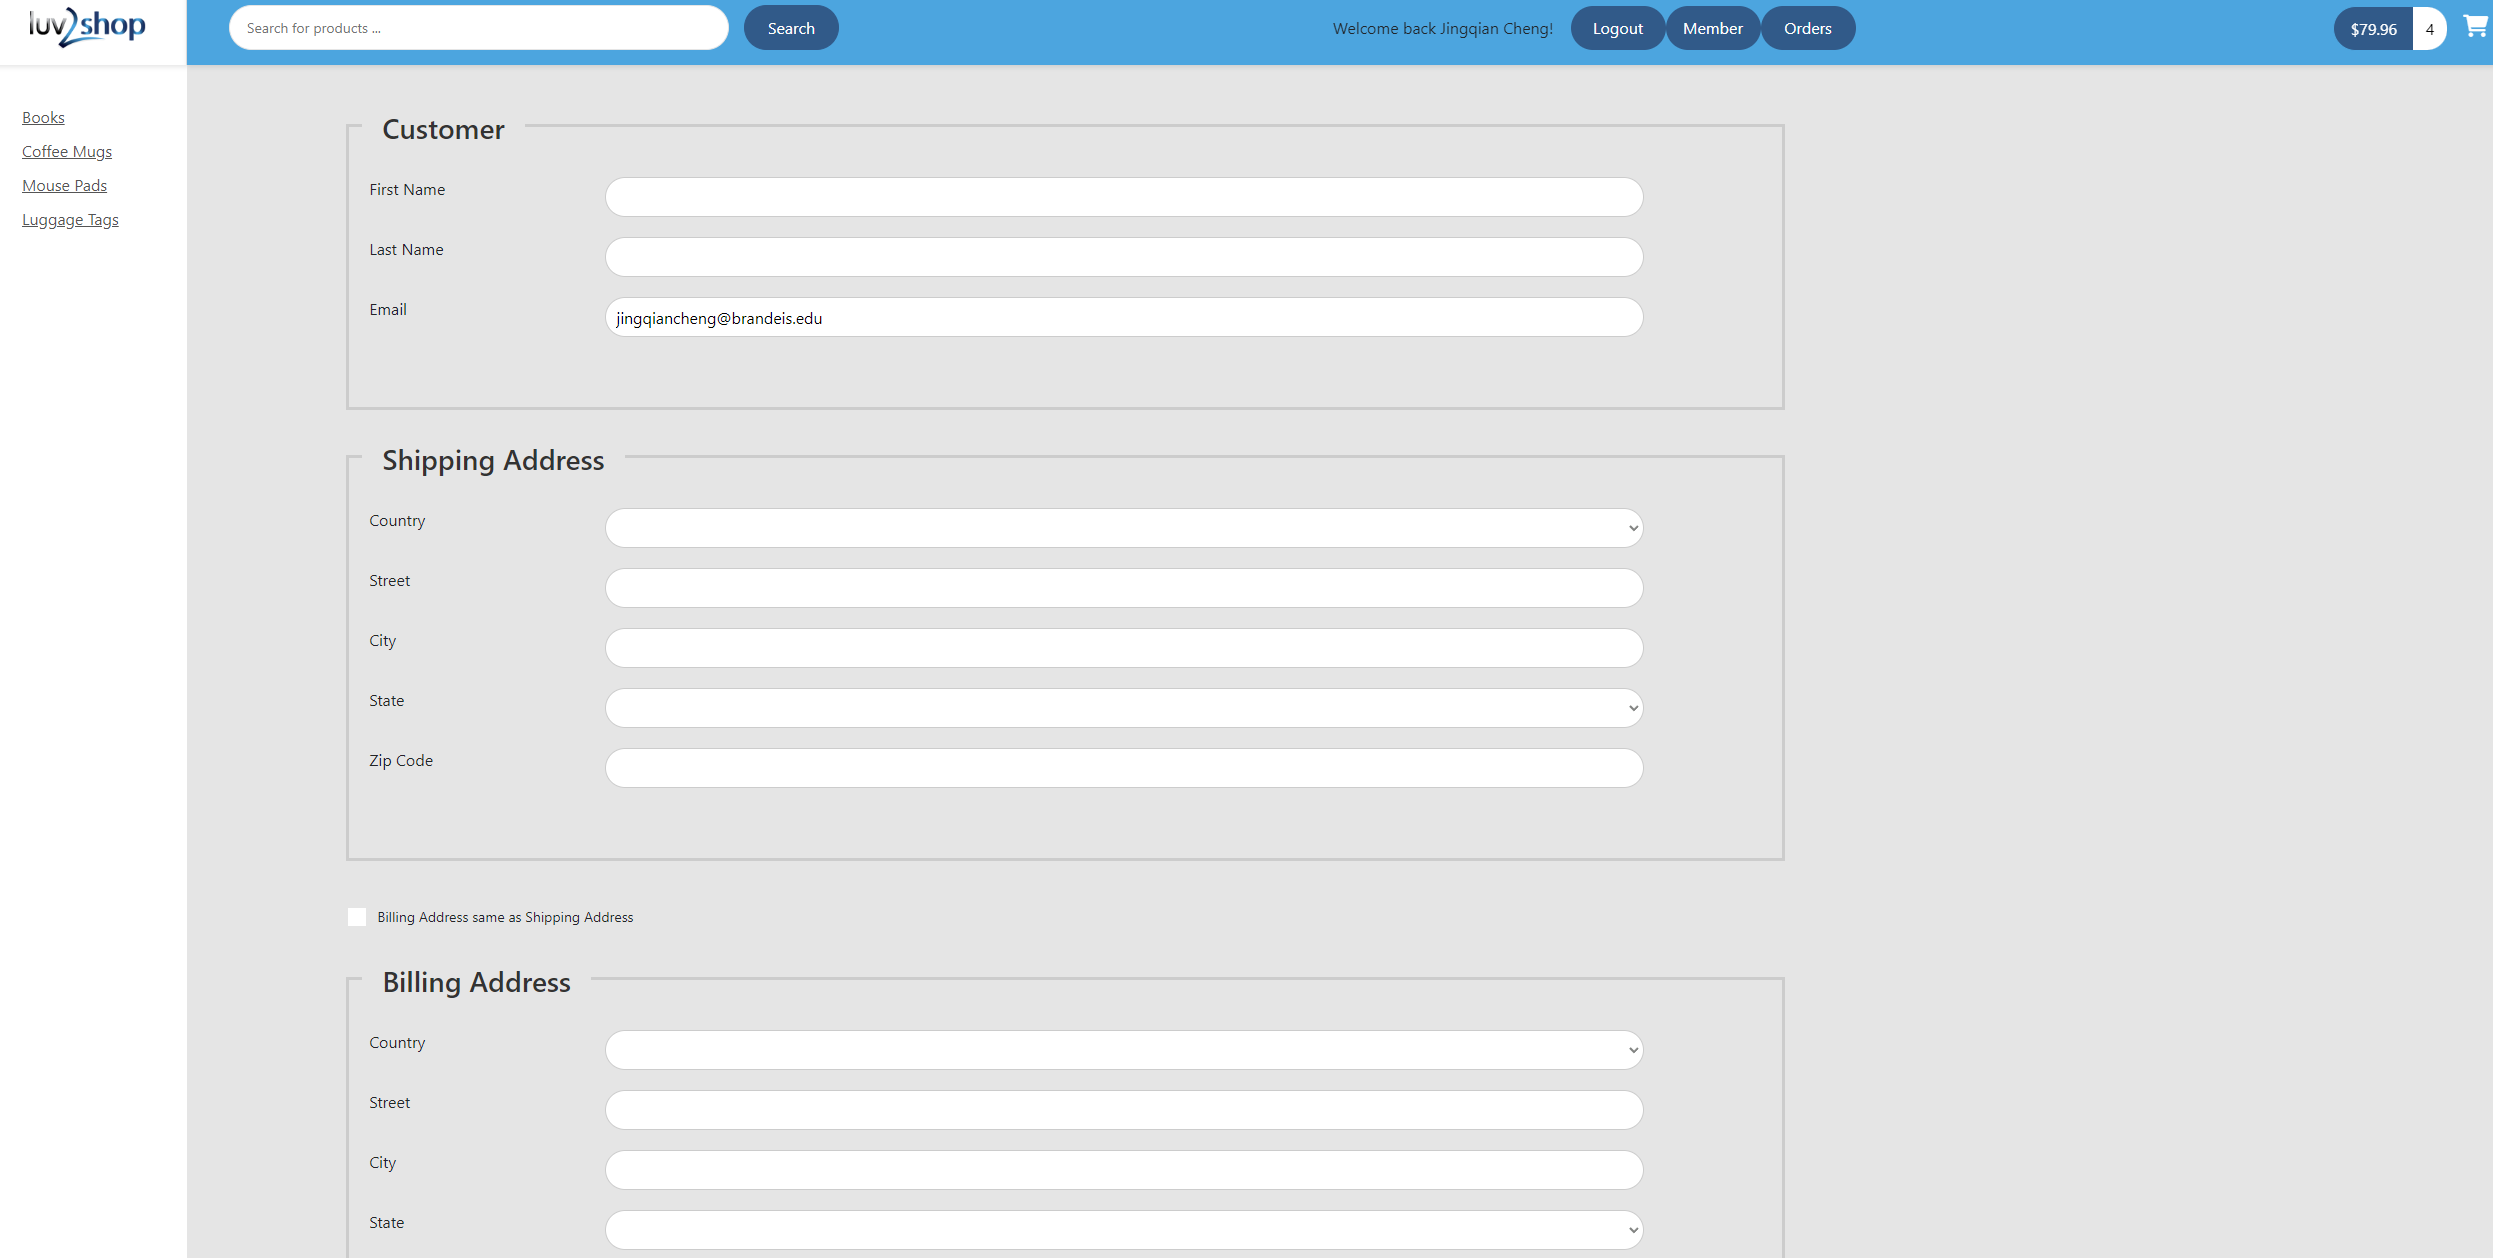 luv2shop
Search for products ...
Search
Welcome back Jingqian Cheng!
Logout
Member
Orders
$79.96
4
Books
Coffee Mugs
Mouse Pads
Luggage Tags
Customer
First Name
Last Name
Email
jingqiancheng@brandeis.edu
Shipping Address
Country
Street
City
State
Zip Code
Billing Address same as Shipping Address
Billing Address
Country
Street
City
State